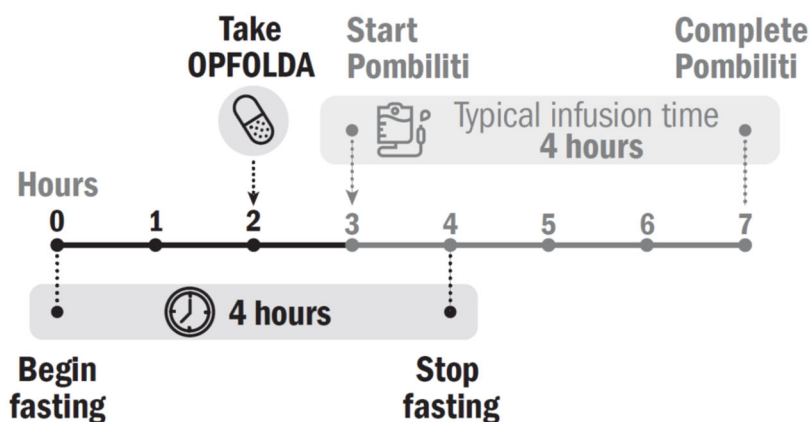 Take
OPFOLDA
Start
Pombiliti
Complete
Pombiliti
Typical infusion time
4 hours
Hours
0 1 2 3 4 5 6 7
4 hours
Begin
fasting
Stop
fasting